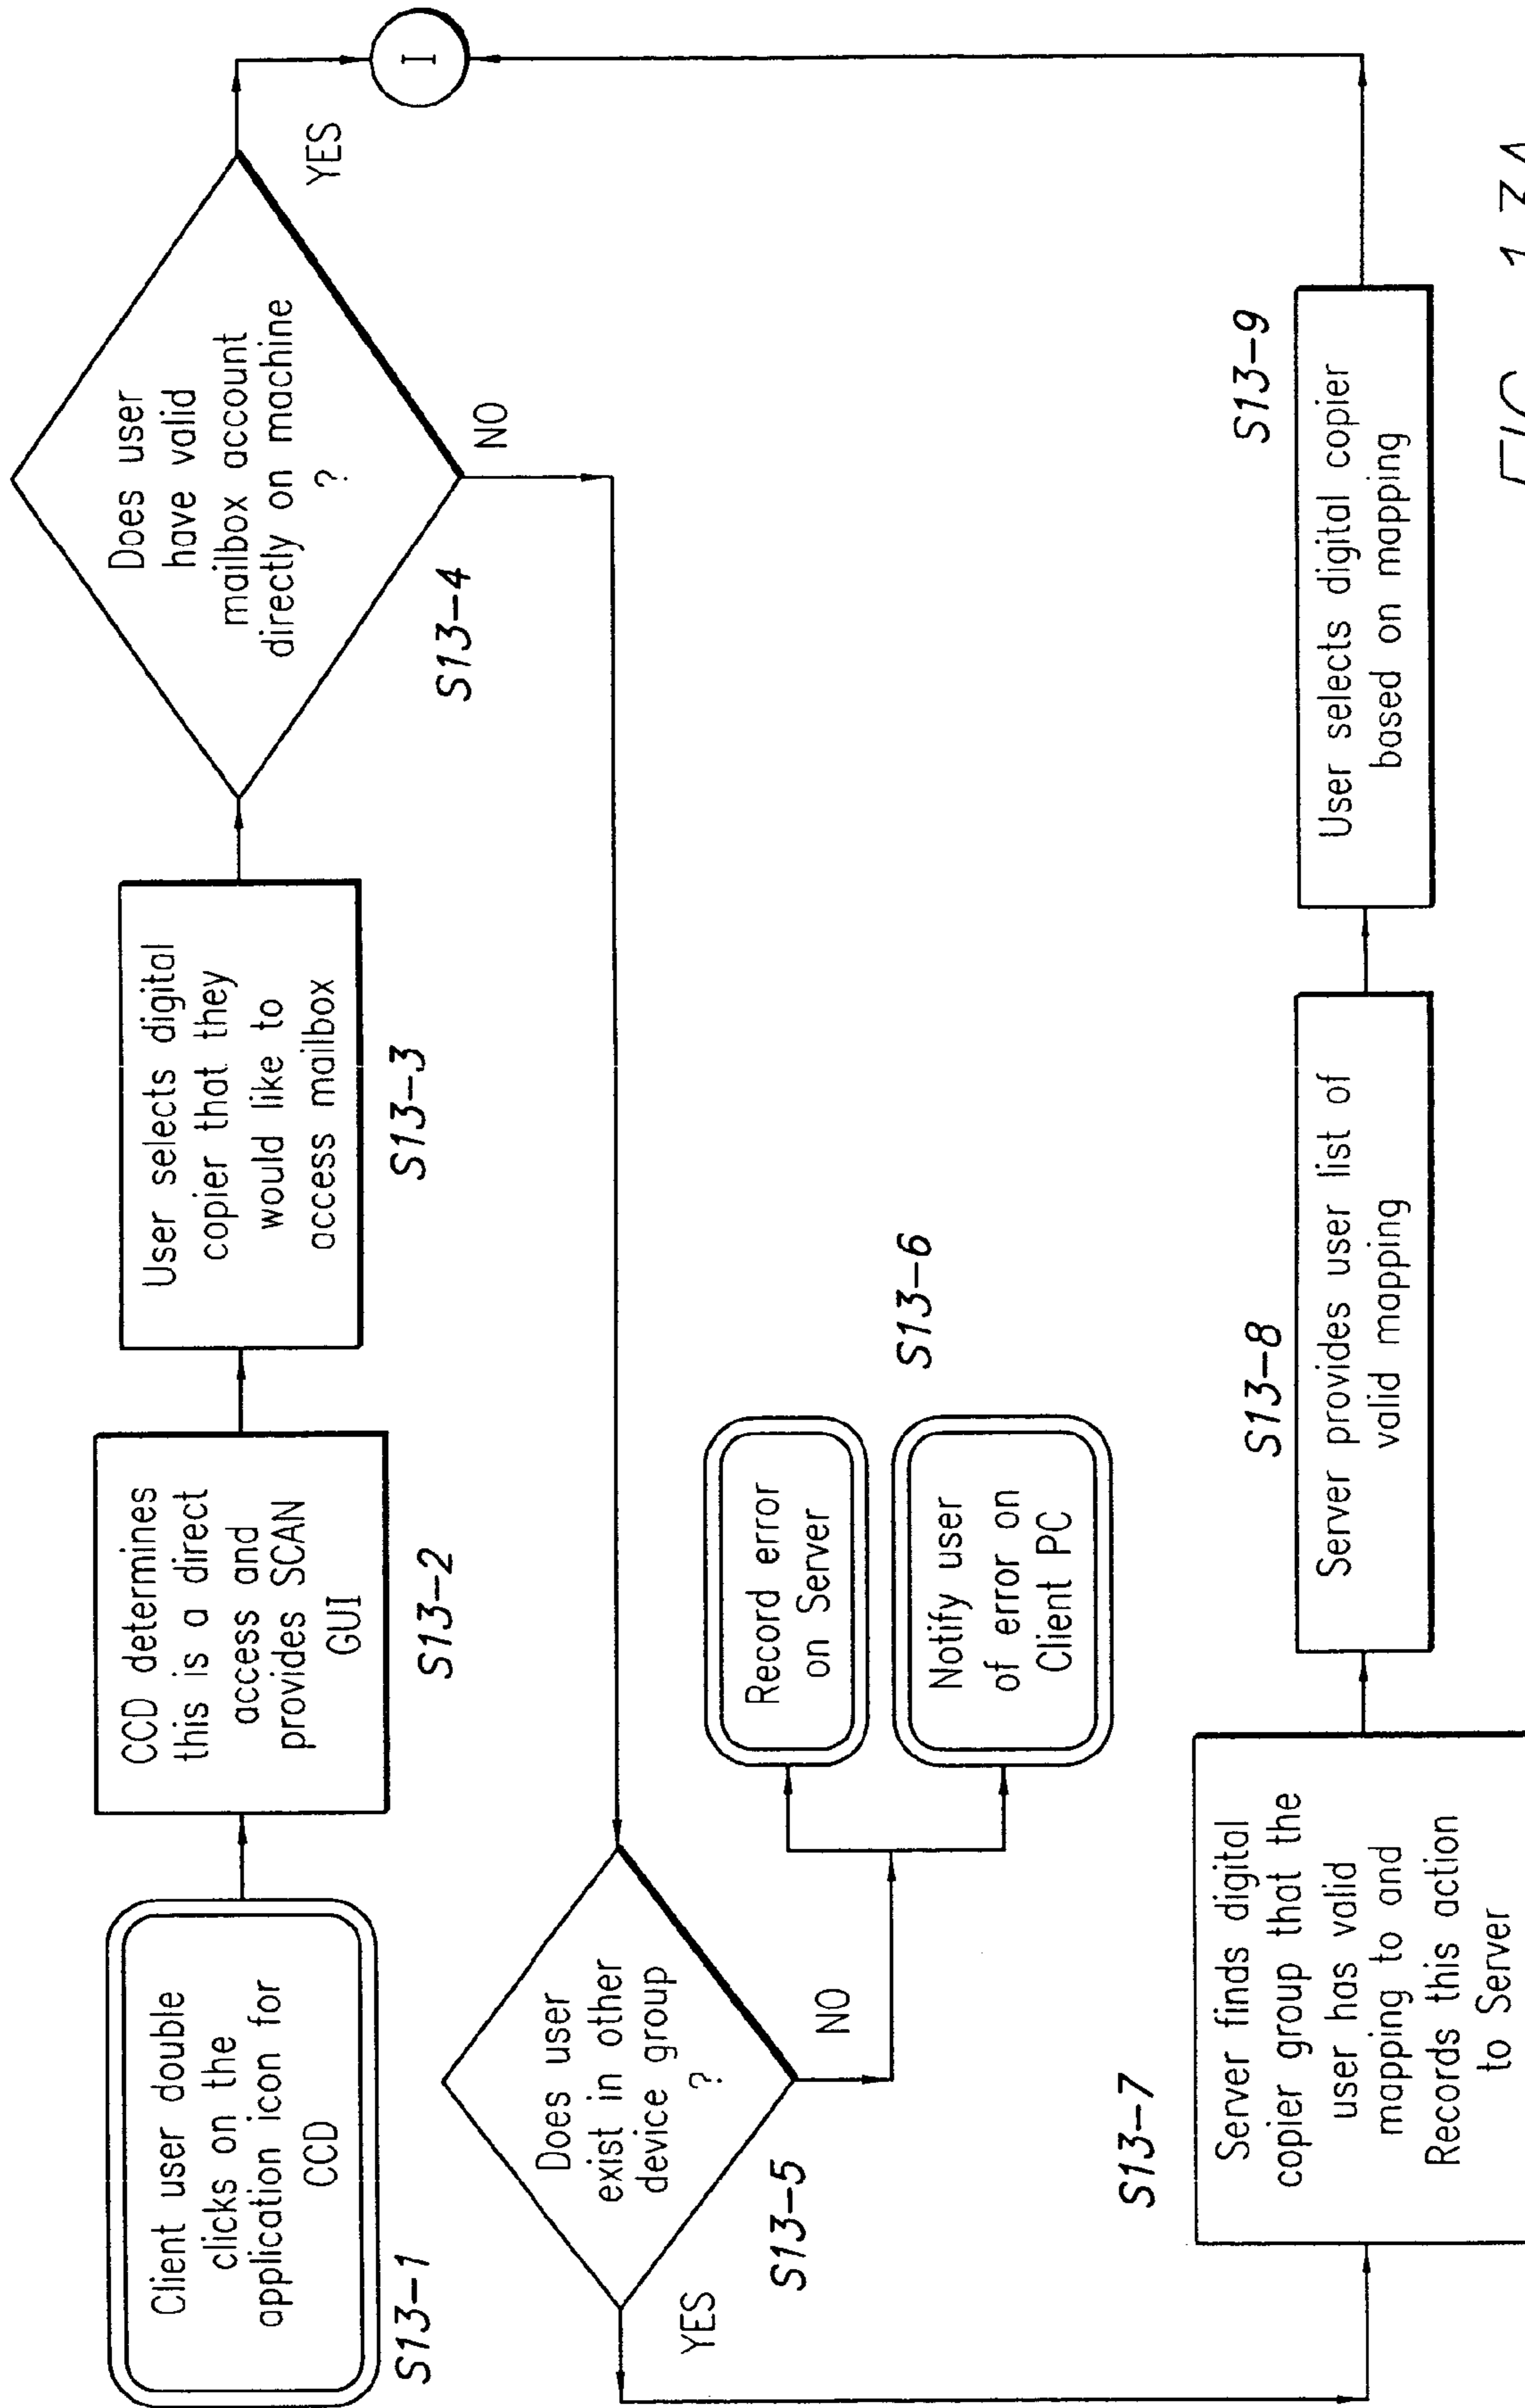 Client user double
clicks on the
application icon for
CCD
S13-1
CCD determines
this is a direct
access and
provides SCAN
GUI
S13-2
User selects digital
copier that they
would like to
access mailbox
S13-3
Does user
have valid
mailbox account
directly on machine
?
S13-4
YES
NO
I
Does user
exist in other
device group
?
S13-5
YES
NO
Record error
on Server
Notify user
of error on
Client PC
S13-6
S13-7
Server finds digital
copier group that the
user has valid
mapping to and
Records this action
to Server
S13-8
Server provides user list of
valid mapping
S13-9
User selects digital copier
based on mapping
FIG. 13A